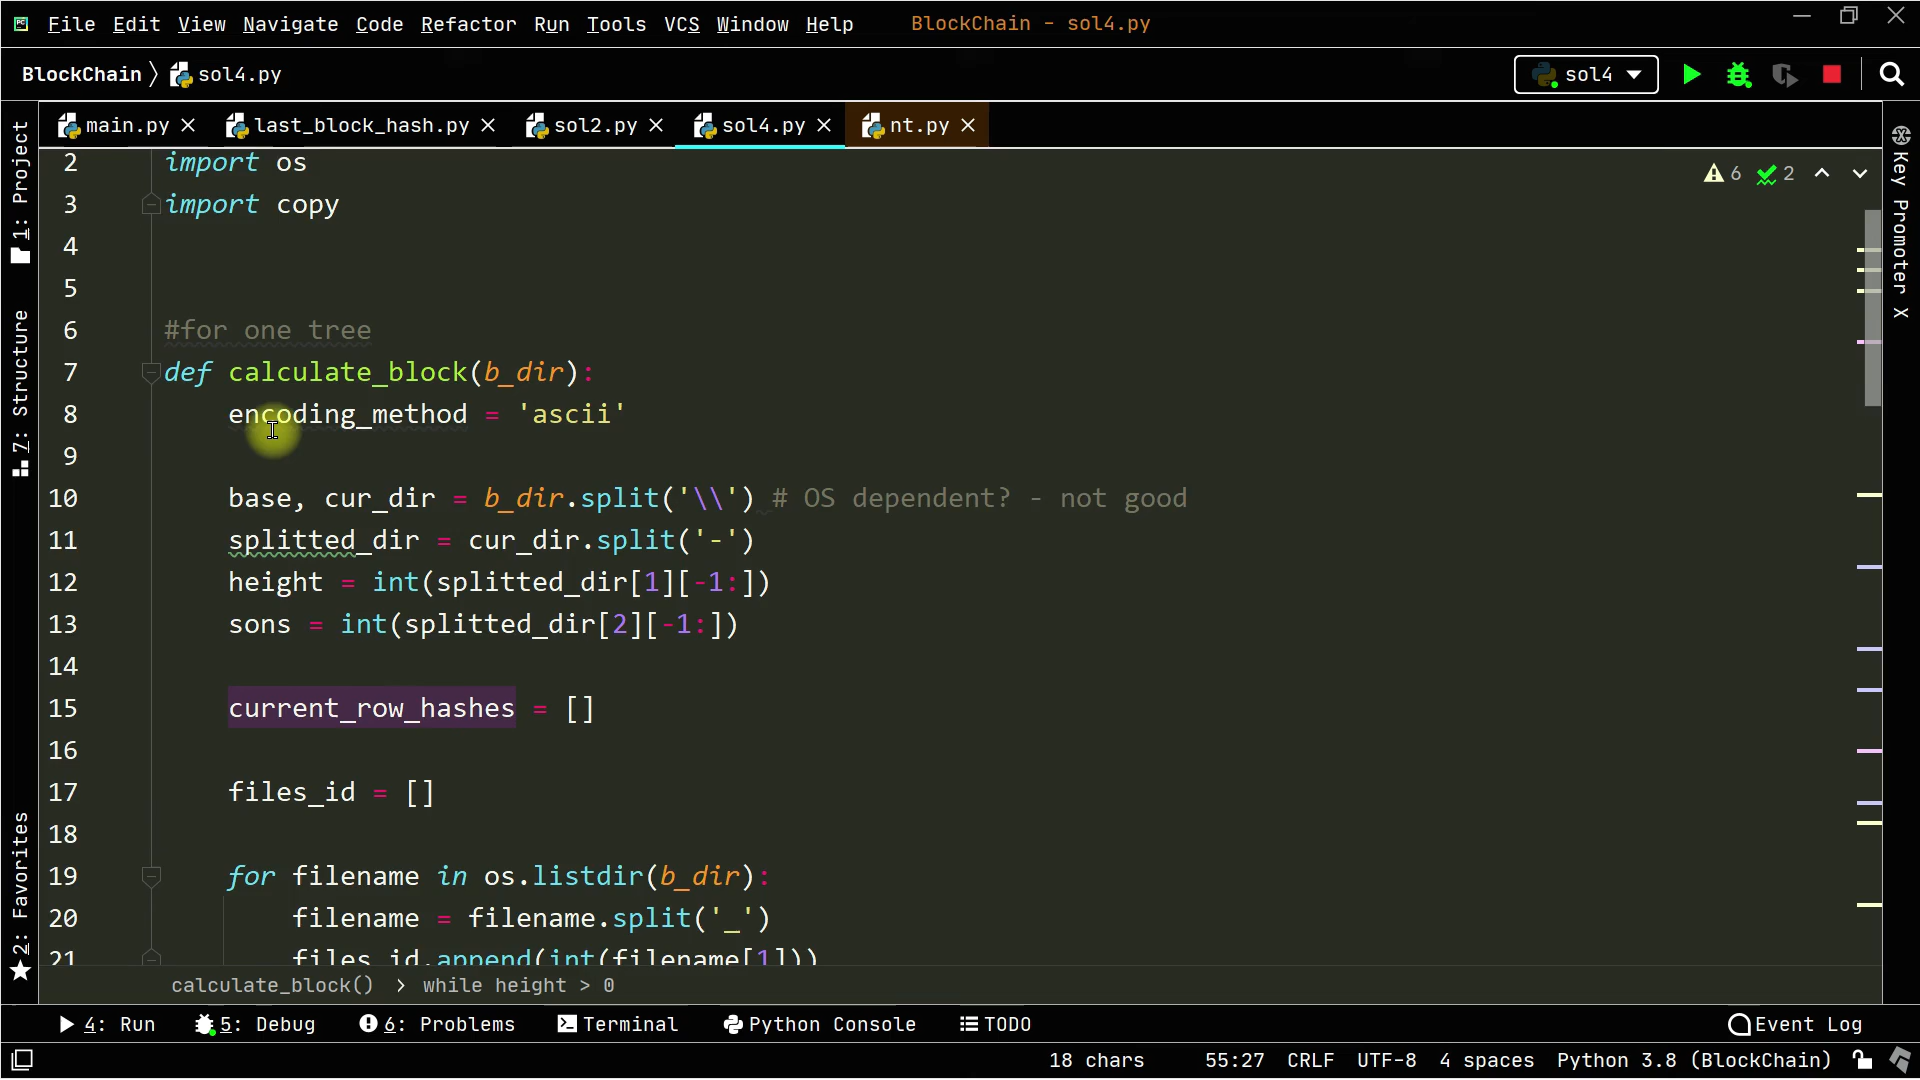 File Edit View Navigate Code Refactor Run Tools VCS Window Help BlockChain - sol4.py
BlockChain sol4.py sol4
main.py last_block_hash.py sol2.py sol4.py nt.py
1: Project
7: Structure
2: Favorites
Key Promoter X
6 2
2 import os
3 import copy
4
5
6 #for one tree
7 def calculate_block(b_dir):
8 encoding_method = 'ascii'
9
10 base, cur_dir = b_dir.split('\\') # OS dependent? - not good
11 splitted_dir = cur_dir.split('-')
12 height = int(splitted_dir[1][-1:])
13 sons = int(splitted_dir[2][-1:])
14
15 current_row_hashes = []
16
17 files_id = []
18
19 for filename in os.listdir(b_dir):
20 filename = filename.split('_')
21 files_id.append(int(filename[1]))
calculate_block() › while height > 0
4: Run 5: Debug 6: Problems Terminal Python Console TODO Event Log
18 chars 55:27 CRLF UTF-8 4 spaces Python 3.8 (BlockChain)